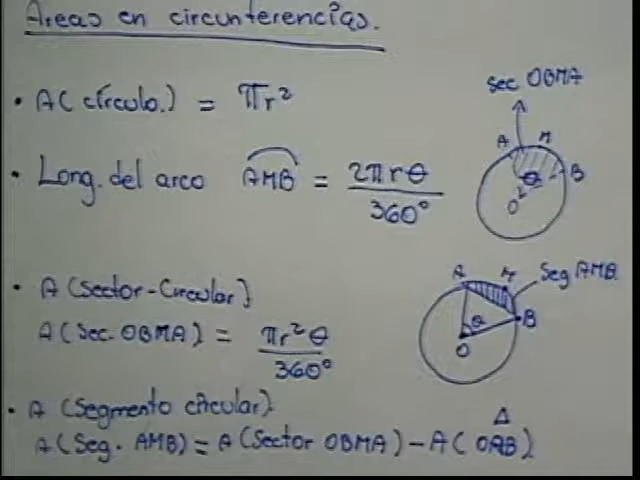 Areas en circunferencias.
• A(círculo.) = πr²
sec OBMA
A M
B
θ
O
• Long. del arco AMB = 2πrθ / 360°
• A (Sector-Circular)
A M Seg AMB.
B
θ
O
A (Sec. OBMA) = πr²θ / 360°
• A (Segmento circular).
A (Seg. AMB) = A (Sector OBMA) - A (OAB)
Δ